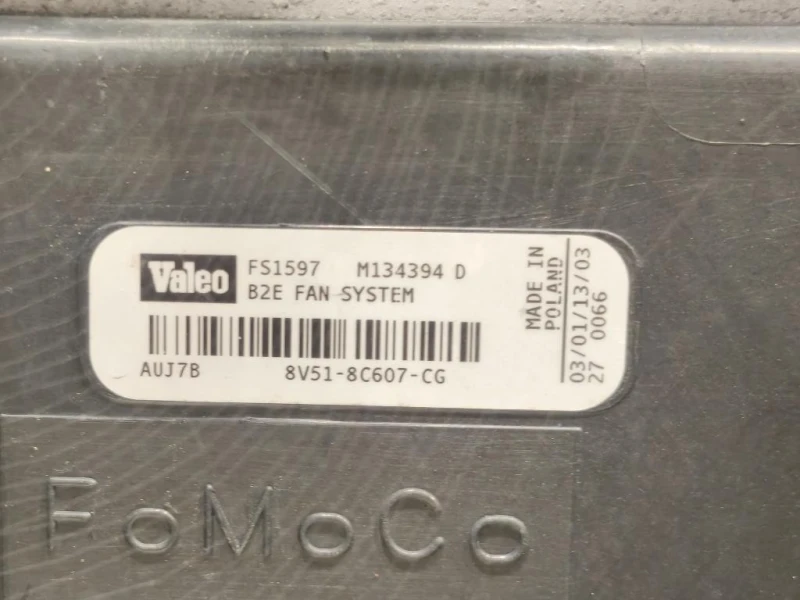 Valeo FS1597 M134394 D
B2E FAN SYSTEM
AUJ7B 8V51-8C607-CG
MADE IN
POLAND
03/01/13/03
27 0066
FoMoCo